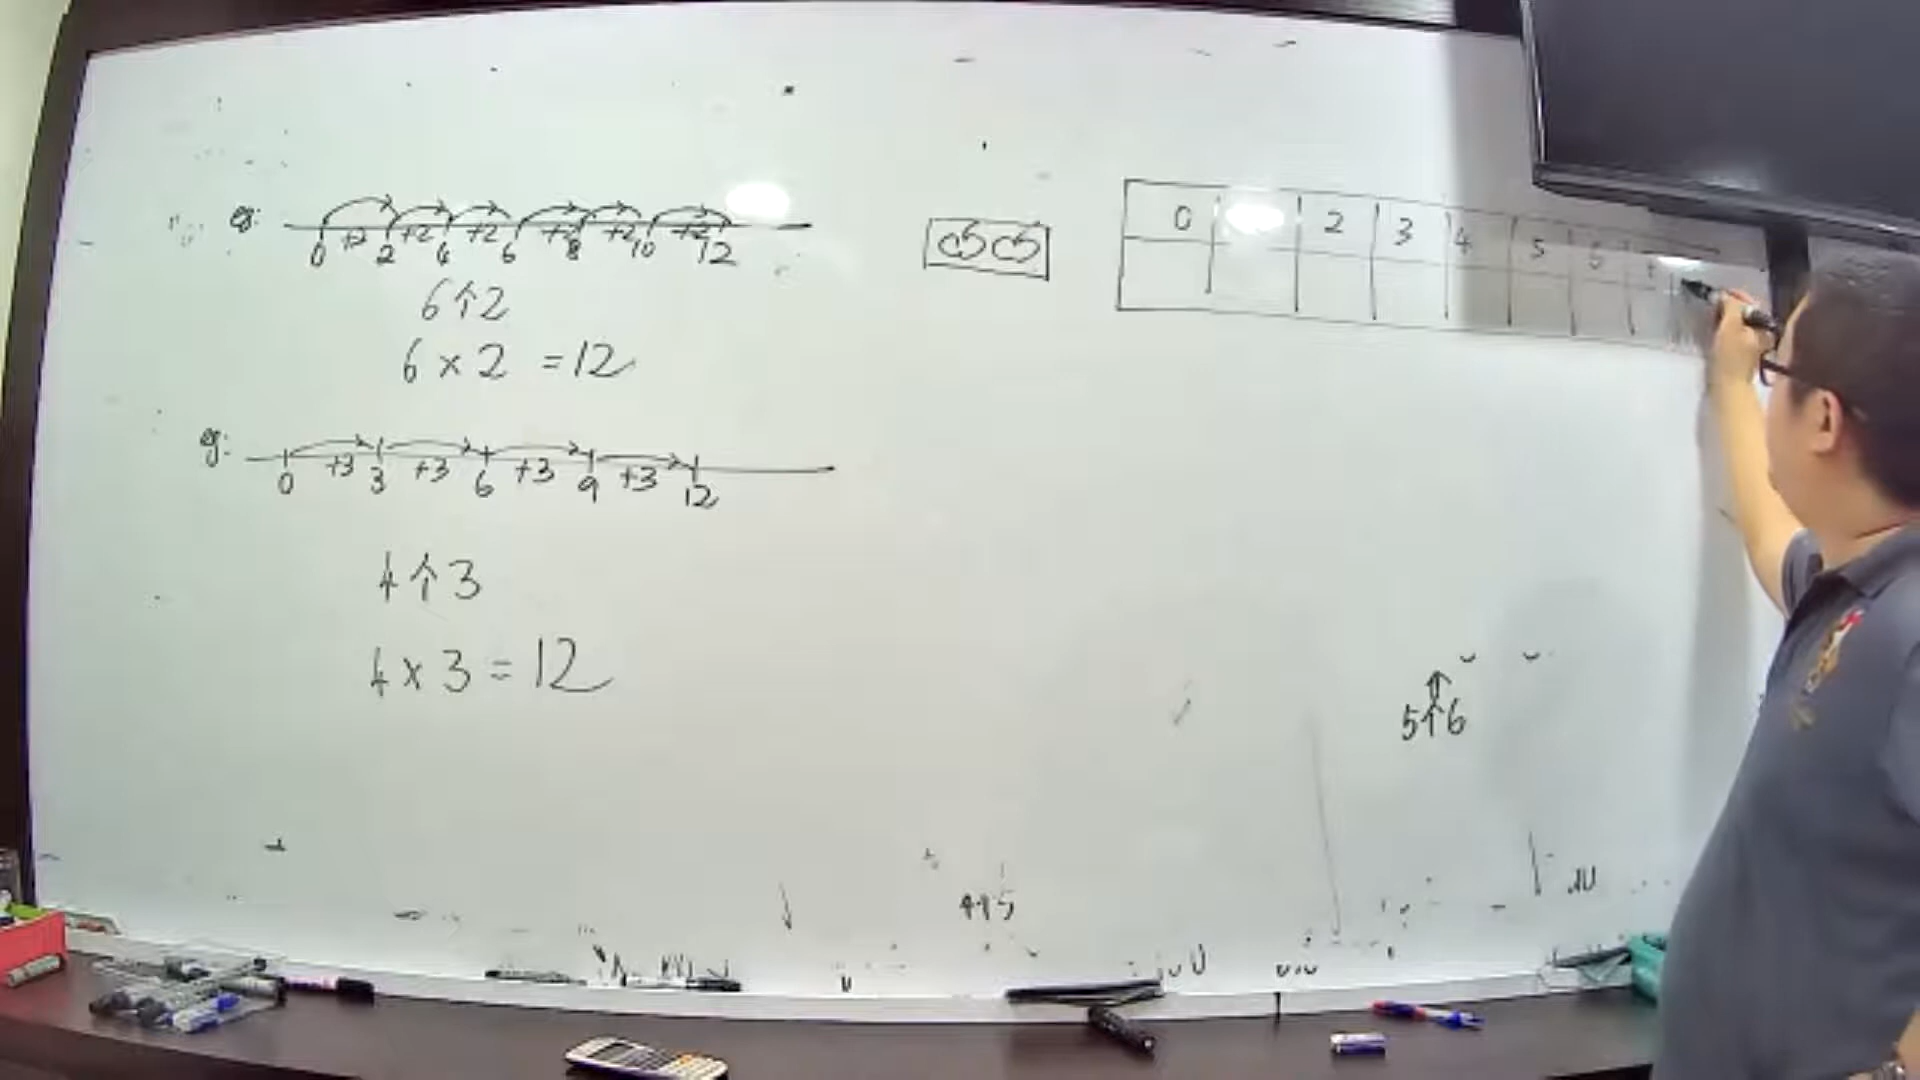 eg:
+2 +2 +2 +2 +2 +2
0 2 4 6 8 10 12
6个2
6 × 2 = 12
eg:
+3 +3 +3 +3
0 3 6 9 12
4个3
4 × 3 = 12
0 2 3 4 5 6
5个6